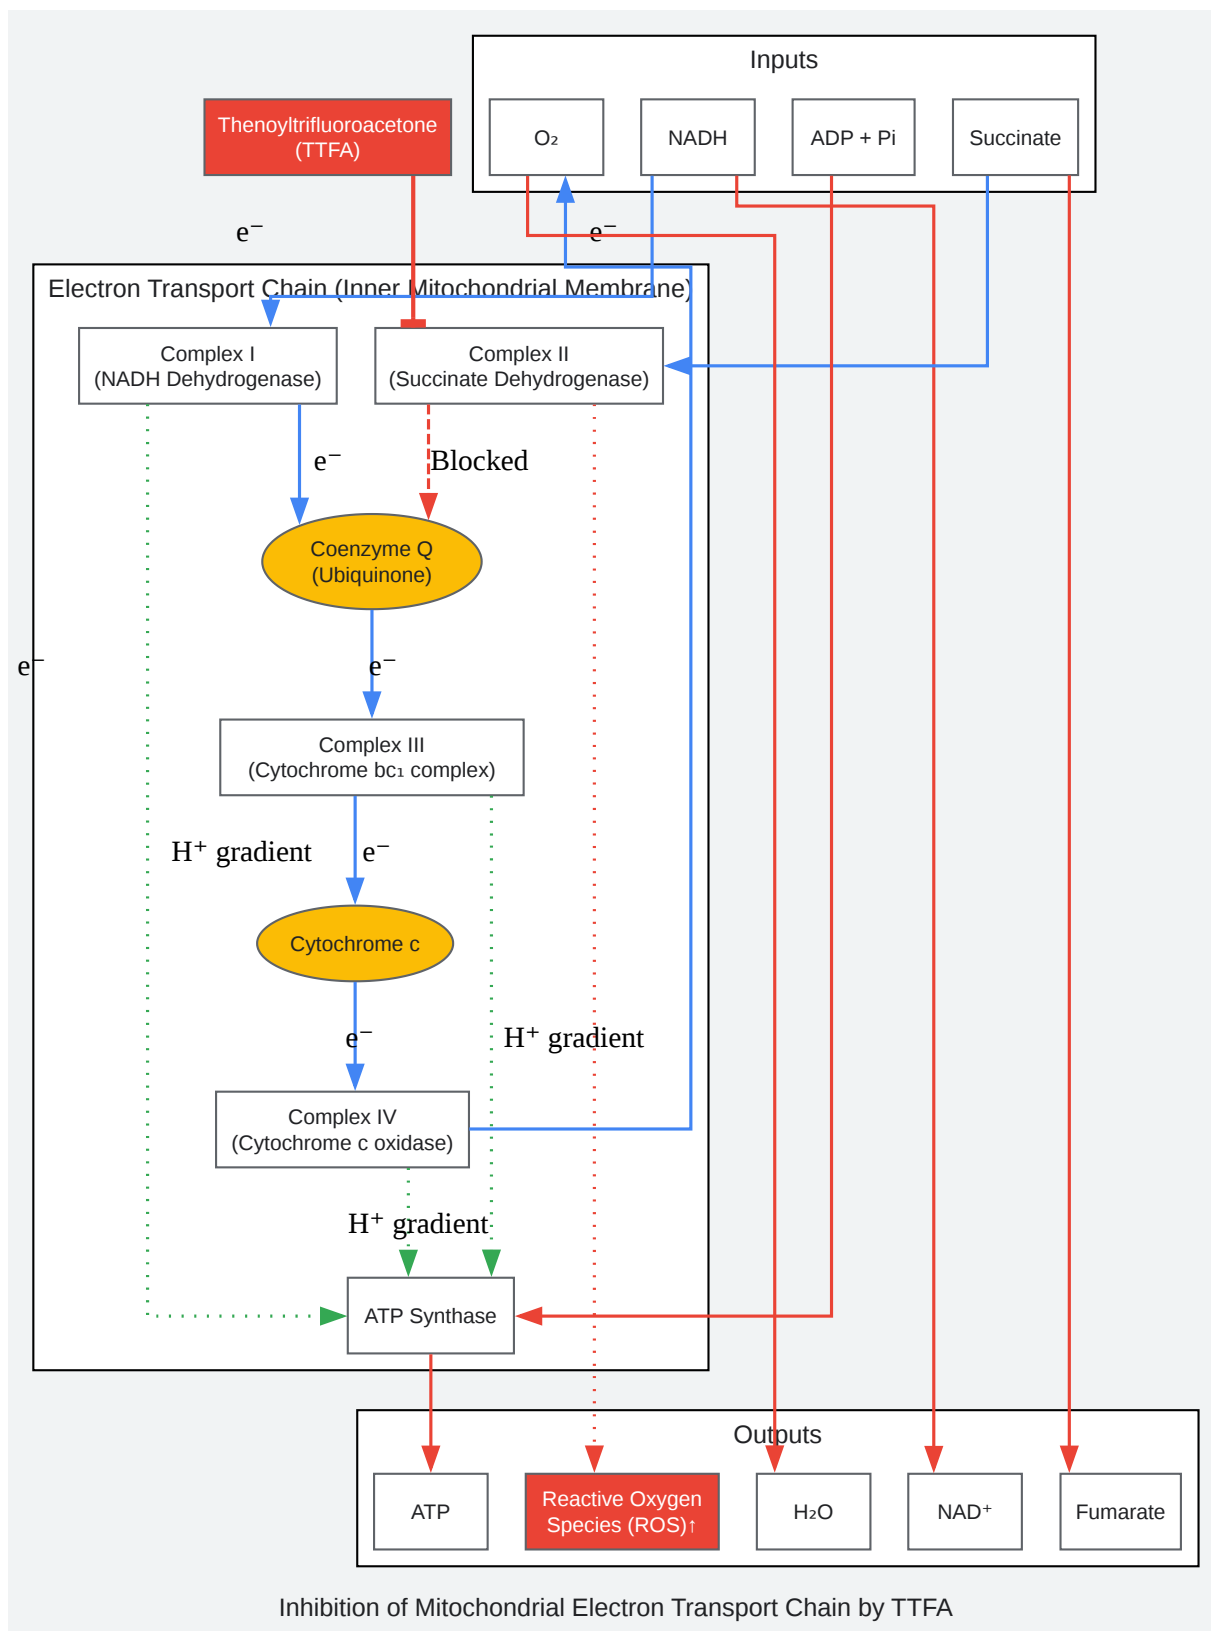 Inputs
Thenoyltrifluoroacetone
(TTFA)
O₂
NADH
ADP + Pi
Succinate
e⁻
e⁻
Electron Transport Chain (Inner Mitochondrial Membrane)
Complex I
(NADH Dehydrogenase)
Complex II
(Succinate Dehydrogenase)
e⁻
Blocked
Coenzyme Q
(Ubiquinone)
e⁻
e⁻
Complex III
(Cytochrome bc₁ complex)
H⁺ gradient
e⁻
Cytochrome c
e⁻
H⁺ gradient
Complex IV
(Cytochrome c oxidase)
H⁺ gradient
ATP Synthase
Outputs
ATP
Reactive Oxygen
Species (ROS)↑
H₂O
NAD⁺
Fumarate
Inhibition of Mitochondrial Electron Transport Chain by TTFA